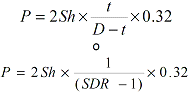 P = 2Sh × t / (D − t) × 0.32
o
P = 2Sh × 1 / (SDR − 1) × 0.32